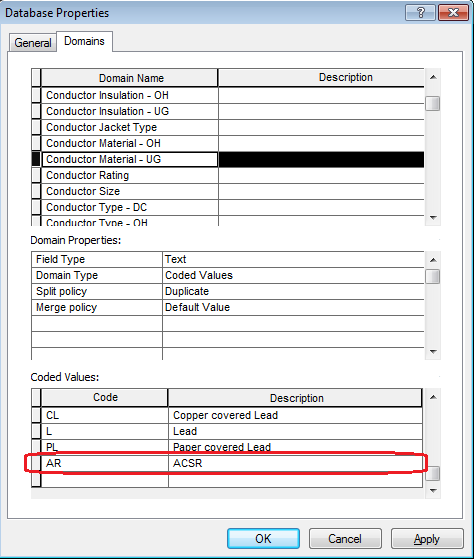 Database Properties
General Domains
Domain Name Description
Conductor Insulation - OH
Conductor Insulation - UG
Conductor Jacket Type
Conductor Material - OH
Conductor Material - UG
Conductor Rating
Conductor Size
Conductor Type - DC
Conductor Type - OH
Domain Properties:
Field Type Text
Domain Type Coded Values
Split policy Duplicate
Merge policy Default Value
Coded Values:
Code Description
CL Copper covered Lead
L Lead
PL Paper covered Lead
AR ACSR
OK Cancel Apply